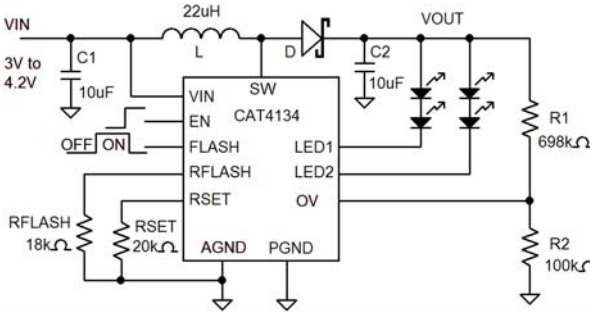 VIN
22uH
VOUT
C1
L
D
C2
3V to
4.2V
10uF
10uF
SW
VIN
CAT4134
EN
R1
OFF
ON
FLASH
LED1
698kΩ
RFLASH
LED2
RSET
OV
RFLASH
RSET
18kΩ
20kΩ
AGND
PGND
R2
100kΩ